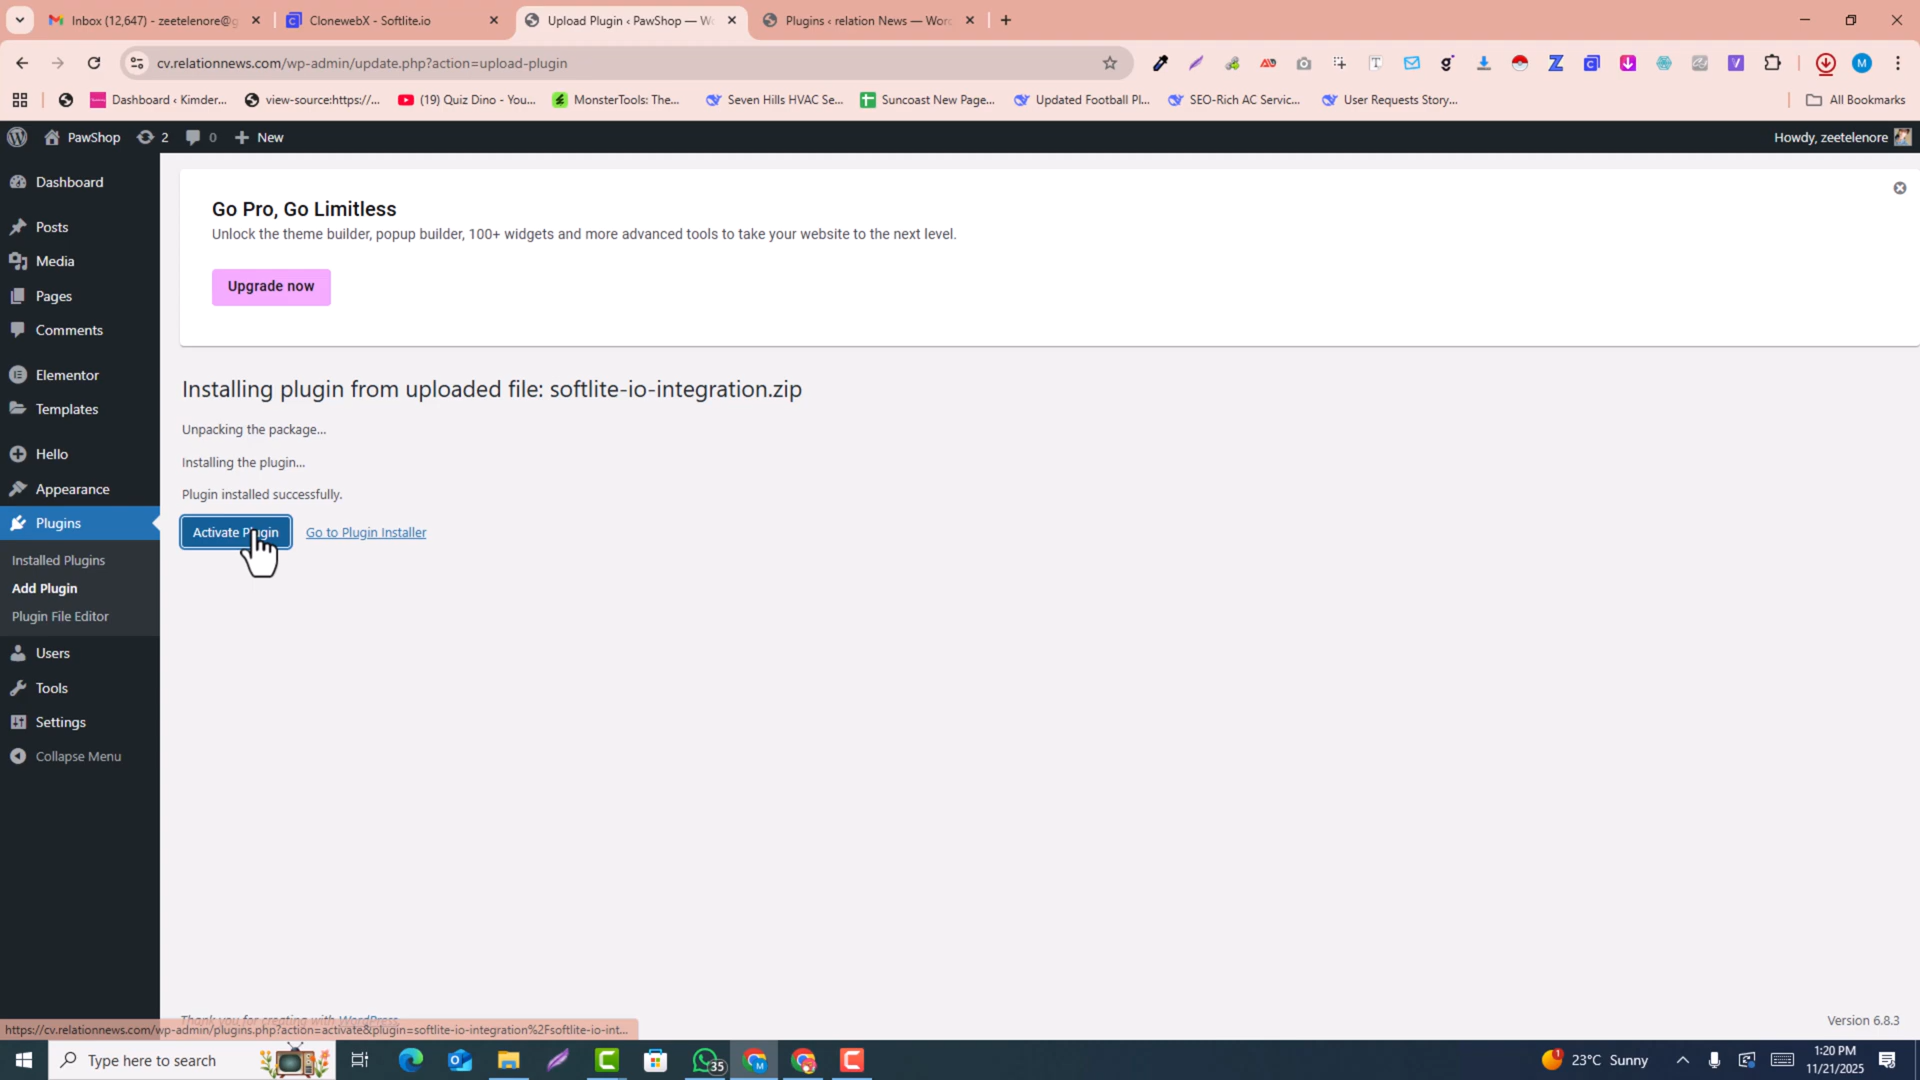 Inbox (12,647) - zeetelenore@g
ClonewebX - Softlite.io
Upload Plugin ‹ PawShop — W
Plugins ‹ relation News — Word
cv.relationnews.com/wp-admin/update.php?action=upload-plugin
Dashboard ‹ Kimder...
view-source:https://...
(19) Quiz Dino - You...
MonsterTools: The...
Seven Hills HVAC Se...
Suncoast New Page...
Updated Football Pl...
SEO-Rich AC Servic...
User Requests Story...
All Bookmarks
PawShop
2
0
New
Howdy, zeetelenore
Dashboard
Posts
Media
Pages
Comments
Elementor
Templates
Hello
Appearance
Plugins
Installed Plugins
Add Plugin
Plugin File Editor
Users
Tools
Settings
Collapse Menu
Go Pro, Go Limitless
Unlock the theme builder, popup builder, 100+ widgets and more advanced tools to take your website to the next level.
Upgrade now
Installing plugin from uploaded file: softlite-io-integration.zip
Unpacking the package...
Installing the plugin...
Plugin installed successfully.
Activate Plugin
Go to Plugin Installer
Thank you for creating with WordPress.
Version 6.8.3
https://cv.relationnews.com/wp-admin/plugins.php?action=activate&plugin=softlite-io-integration%2Fsoftlite-io-int...
Type here to search
35
23°C Sunny
1:20 PM
11/21/2025